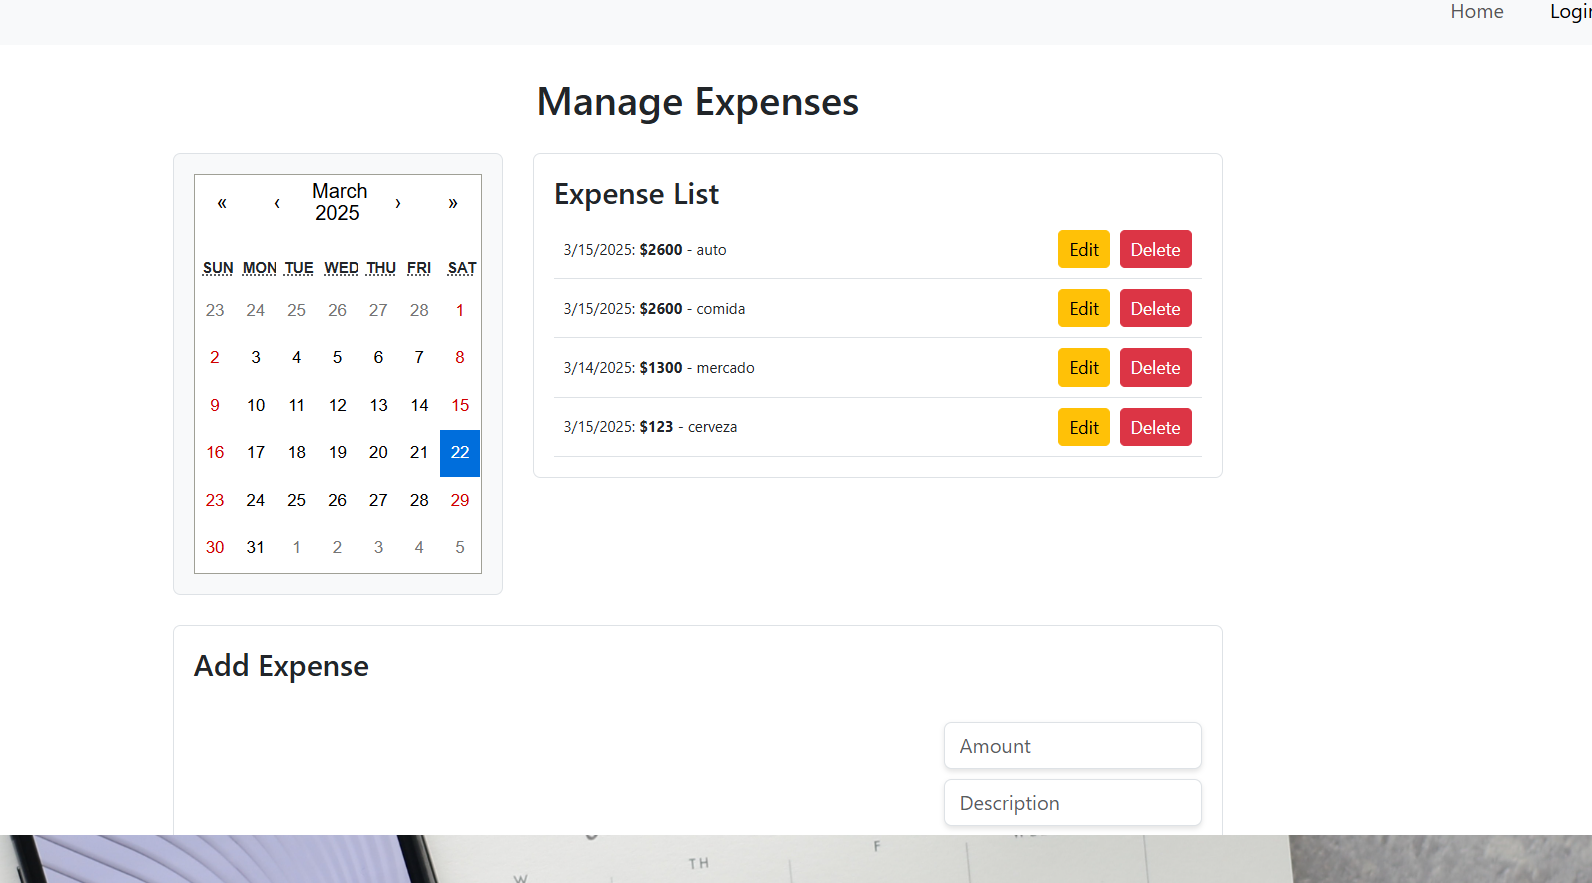 Home Login
Manage Expenses
« ‹ March 2025 › »
SUN MON TUE WED THU FRI SAT
23 24 25 26 27 28 1
2 3 4 5 6 7 8
9 10 11 12 13 14 15
16 17 18 19 20 21 22
23 24 25 26 27 28 29
30 31 1 2 3 4 5
Expense List
3/15/2025: $2600 - auto Edit Delete
3/15/2025: $2600 - comida Edit Delete
3/14/2025: $1300 - mercado Edit Delete
3/15/2025: $123 - cerveza Edit Delete
Add Expense
Amount
Description
F
TH
W